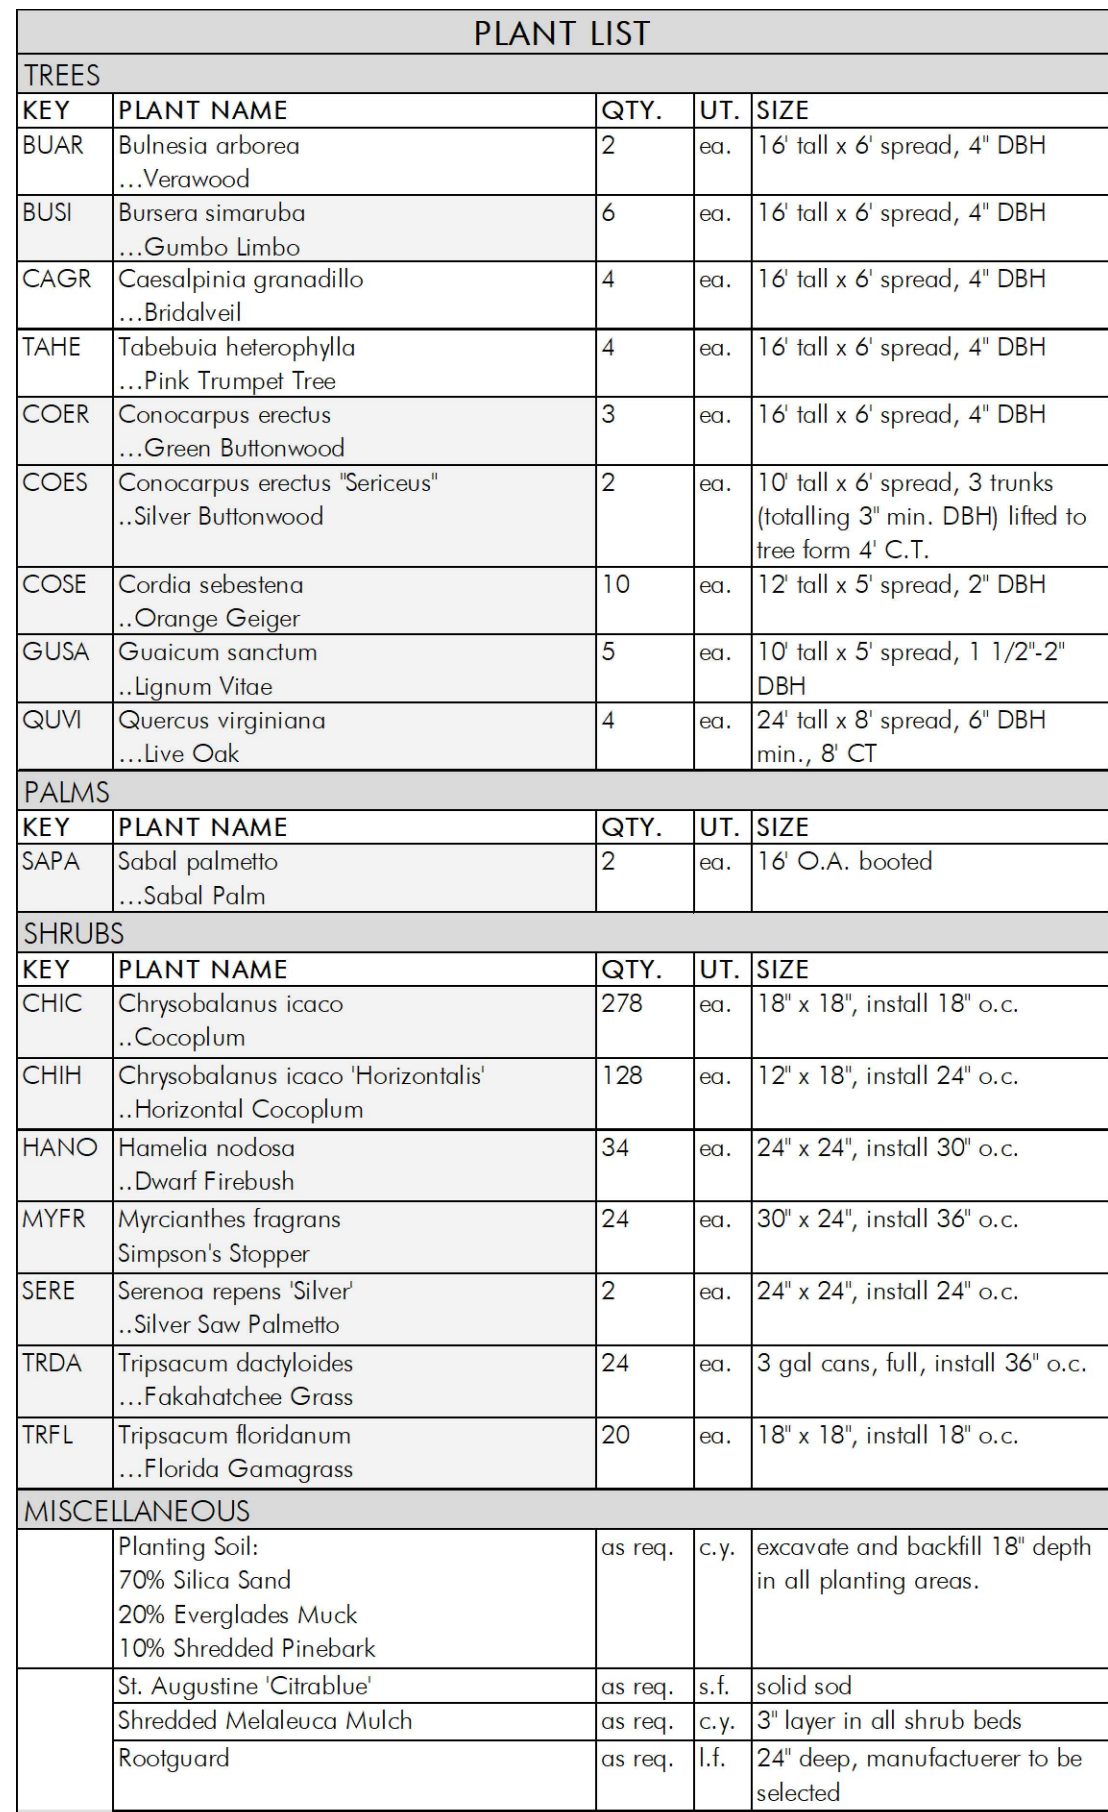 PLANT LIST
TREES
KEY PLANT NAME QTY. UT. SIZE
BUAR Bulnesia arborea 2 ea. 16' tall x 6' spread, 4" DBH
...Verawood
BUSI Bursera simaruba 6 ea. 16' tall x 6' spread, 4" DBH
...Gumbo Limbo
CAGR Caesalpinia granadillo 4 ea. 16' tall x 6' spread, 4" DBH
...Bridalveil
TAHE Tabebuia heterophylla 4 ea. 16' tall x 6' spread, 4" DBH
...Pink Trumpet Tree
COER Conocarpus erectus 3 ea. 16' tall x 6' spread, 4" DBH
...Green Buttonwood
COES Conocarpus erectus "Sericeus" 2 ea. 10' tall x 6' spread, 3 trunks
..Silver Buttonwood (totalling 3" min. DBH) lifted to
tree form 4' C.T.
COSE Cordia sebestena 10 ea. 12' tall x 5' spread, 2" DBH
..Orange Geiger
GUSA Guaicum sanctum 5 ea. 10' tall x 5' spread, 1 1/2"-2"
..Lignum Vitae DBH
QUVI Quercus virginiana 4 ea. 24' tall x 8' spread, 6" DBH
...Live Oak min., 8' CT
PALMS
KEY PLANT NAME QTY. UT. SIZE
SAPA Sabal palmetto 2 ea. 16' O.A. booted
...Sabal Palm
SHRUBS
KEY PLANT NAME QTY. UT. SIZE
CHIC Chrysobalanus icaco 278 ea. 18" x 18", install 18" o.c.
..Cocoplum
CHIH Chrysobalanus icaco 'Horizontalis' 128 ea. 12" x 18", install 24" o.c.
..Horizontal Cocoplum
HANO Hamelia nodosa 34 ea. 24" x 24", install 30" o.c.
..Dwarf Firebush
MYFR Myrcianthes fragrans 24 ea. 30" x 24", install 36" o.c.
Simpson's Stopper
SERE Serenoa repens 'Silver' 2 ea. 24" x 24", install 24" o.c.
..Silver Saw Palmetto
TRDA Tripsacum dactyloides 24 ea. 3 gal cans, full, install 36" o.c.
...Fakahatchee Grass
TRFL Tripsacum floridanum 20 ea. 18" x 18", install 18" o.c.
...Florida Gamagrass
MISCELLANEOUS
Planting Soil: as req. c.y. excavate and backfill 18" depth
70% Silica Sand in all planting areas.
20% Everglades Muck
10% Shredded Pinebark
St. Augustine 'Citrablue' as req. s.f. solid sod
Shredded Melaleuca Mulch as req. c.y. 3" layer in all shrub beds
Rootguard as req. l.f. 24" deep, manufactuerer to be
selected